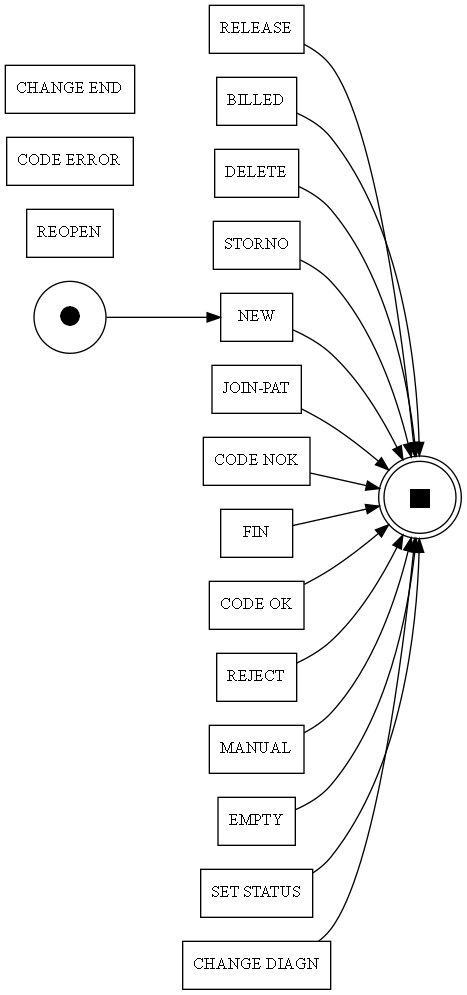 RELEASE
CHANGE END
BILLED
CODE ERROR
DELETE
REOPEN
STORNO
NEW
JOIN-PAT
CODE NOK
FIN
CODE OK
REJECT
MANUAL
EMPTY
SET STATUS
CHANGE DIAGN